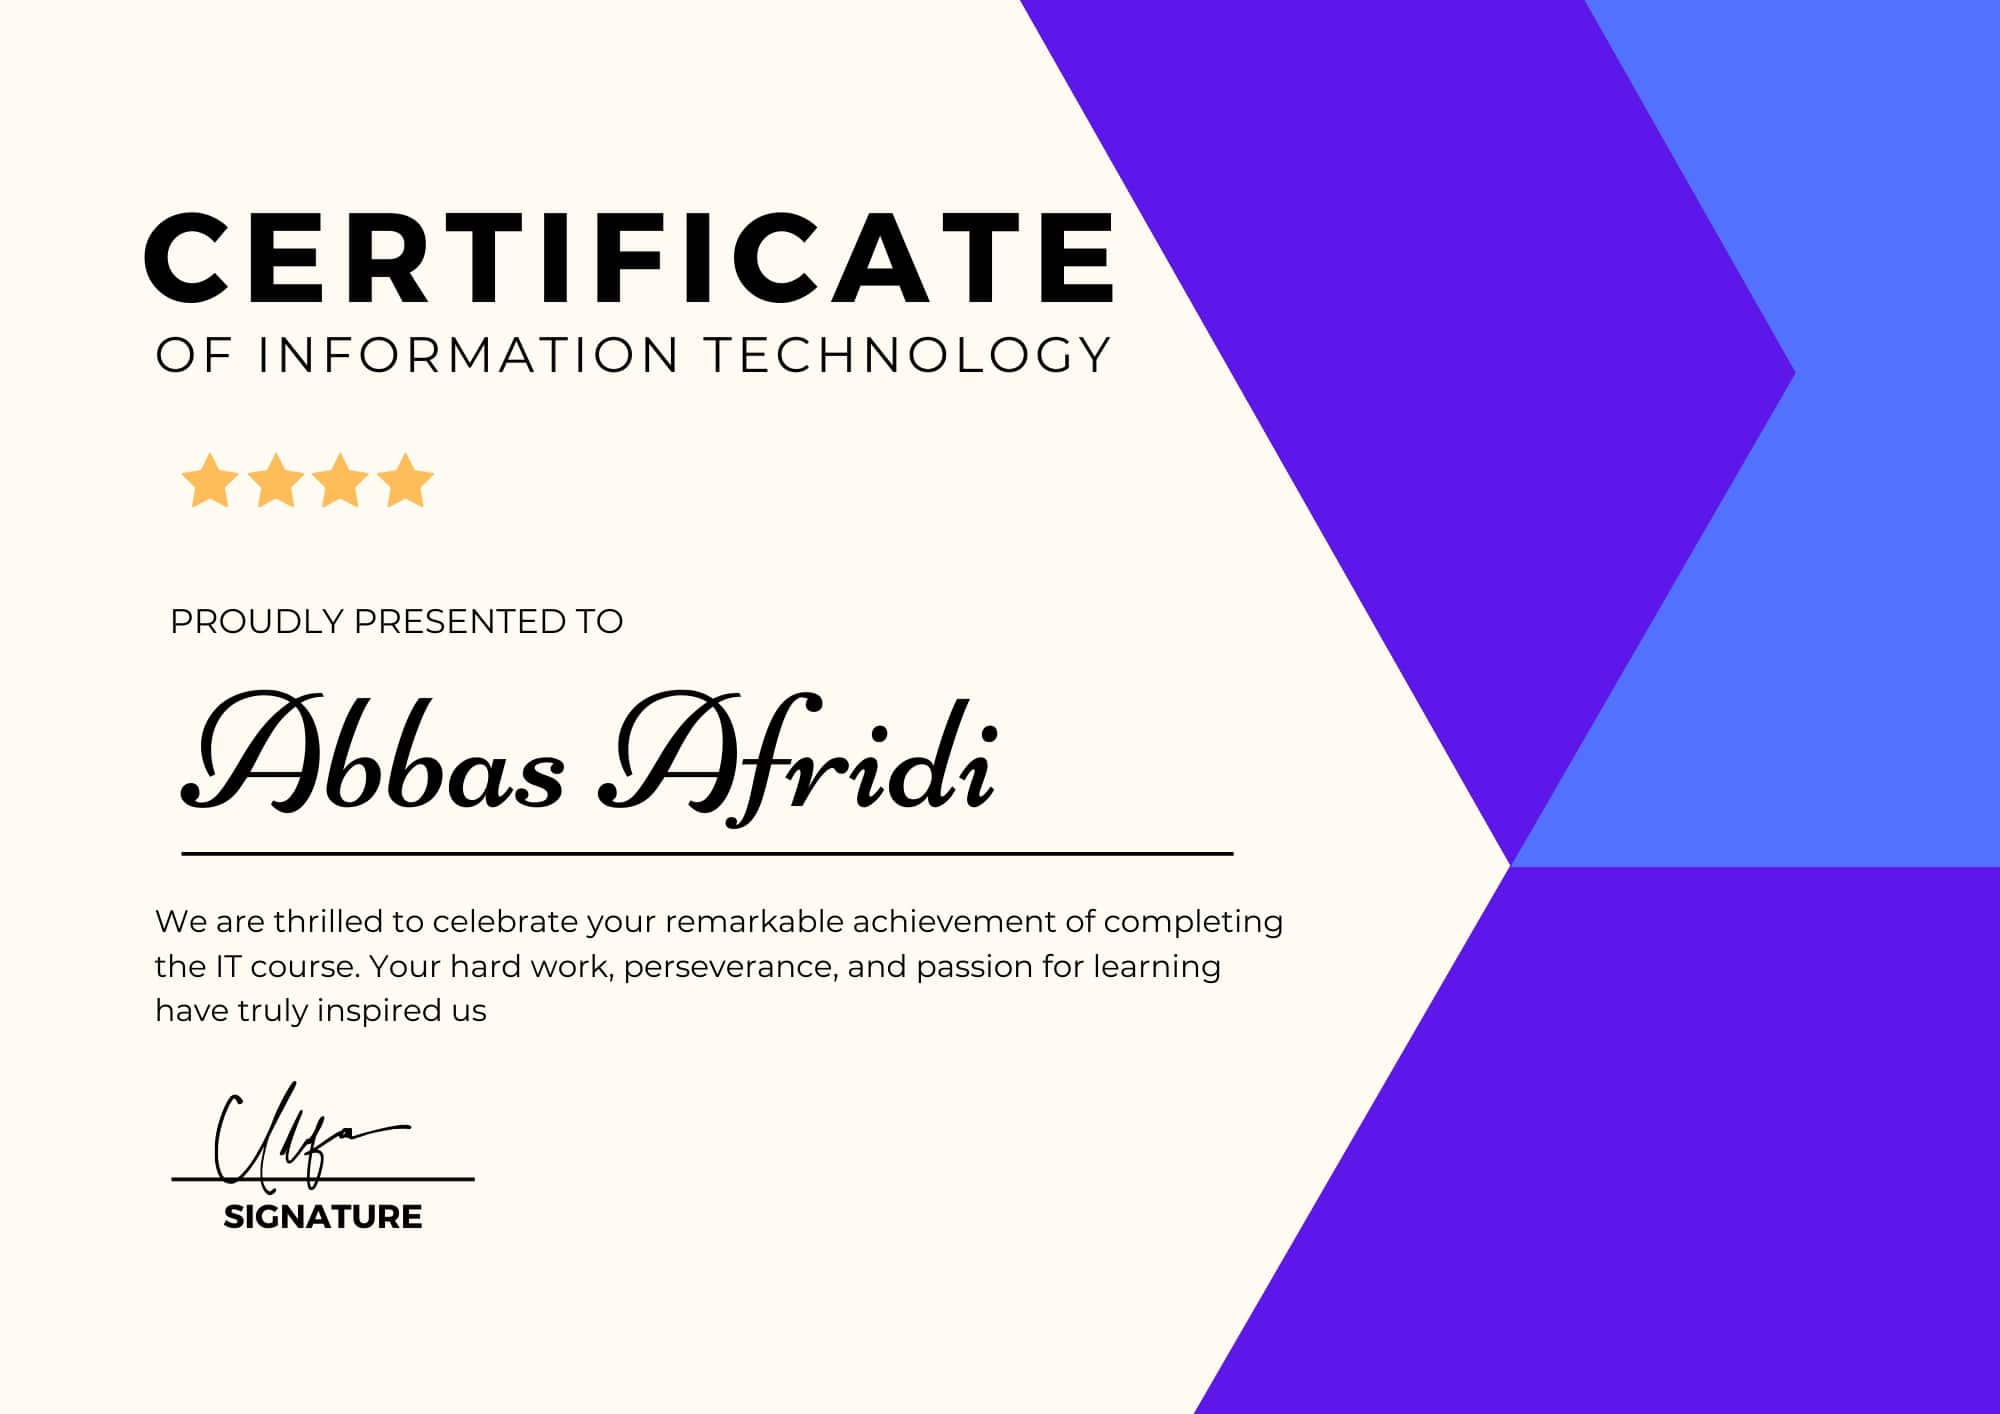 CERTIFICATE
OF INFORMATION TECHNOLOGY
PROUDLY PRESENTED TO
Abbas Afridi
We are thrilled to celebrate your remarkable achievement of completing
the IT course. Your hard work, perseverance, and passion for learning
have truly inspired us
SIGNATURE